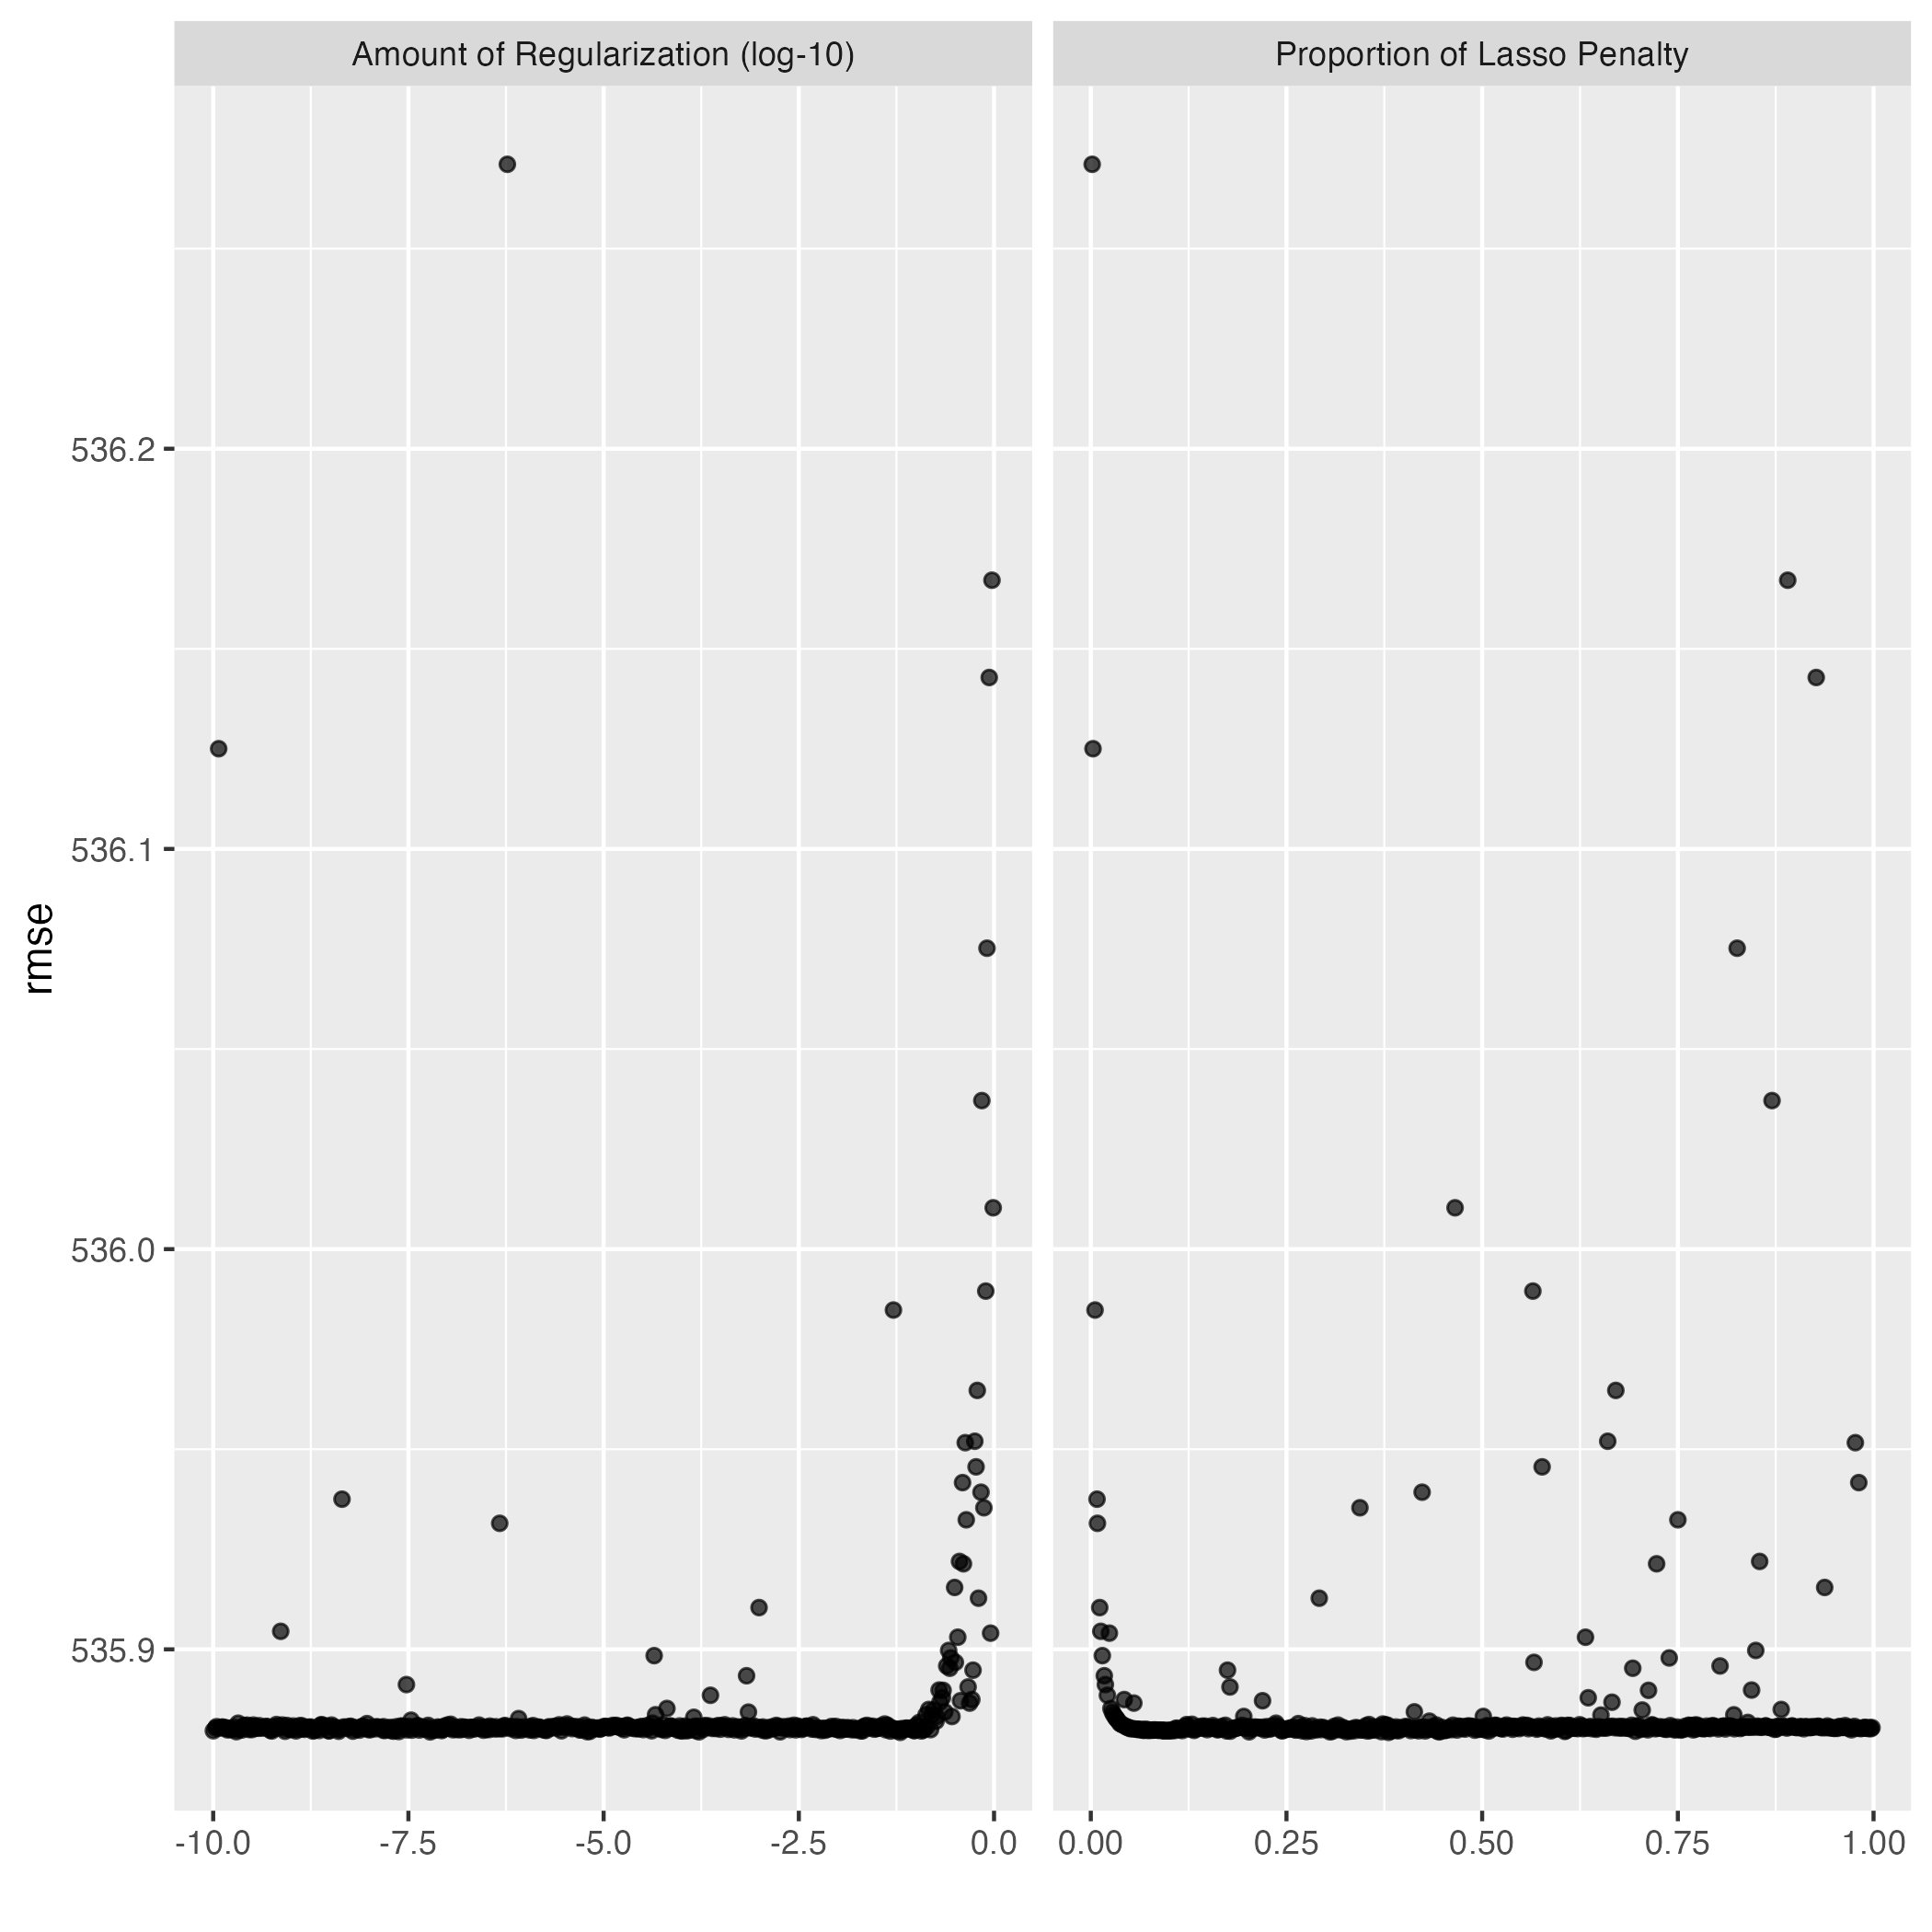 Amount of Regularization (log-10)
Proportion of Lasso Penalty
rmse
536.2
536.1
536.0
535.9
-10.0 -7.5 -5.0 -2.5 0.0
0.00 0.25 0.50 0.75 1.00